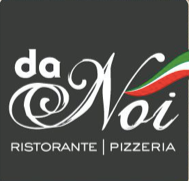 da
Noi
RISTORANTE | PIZZERIA